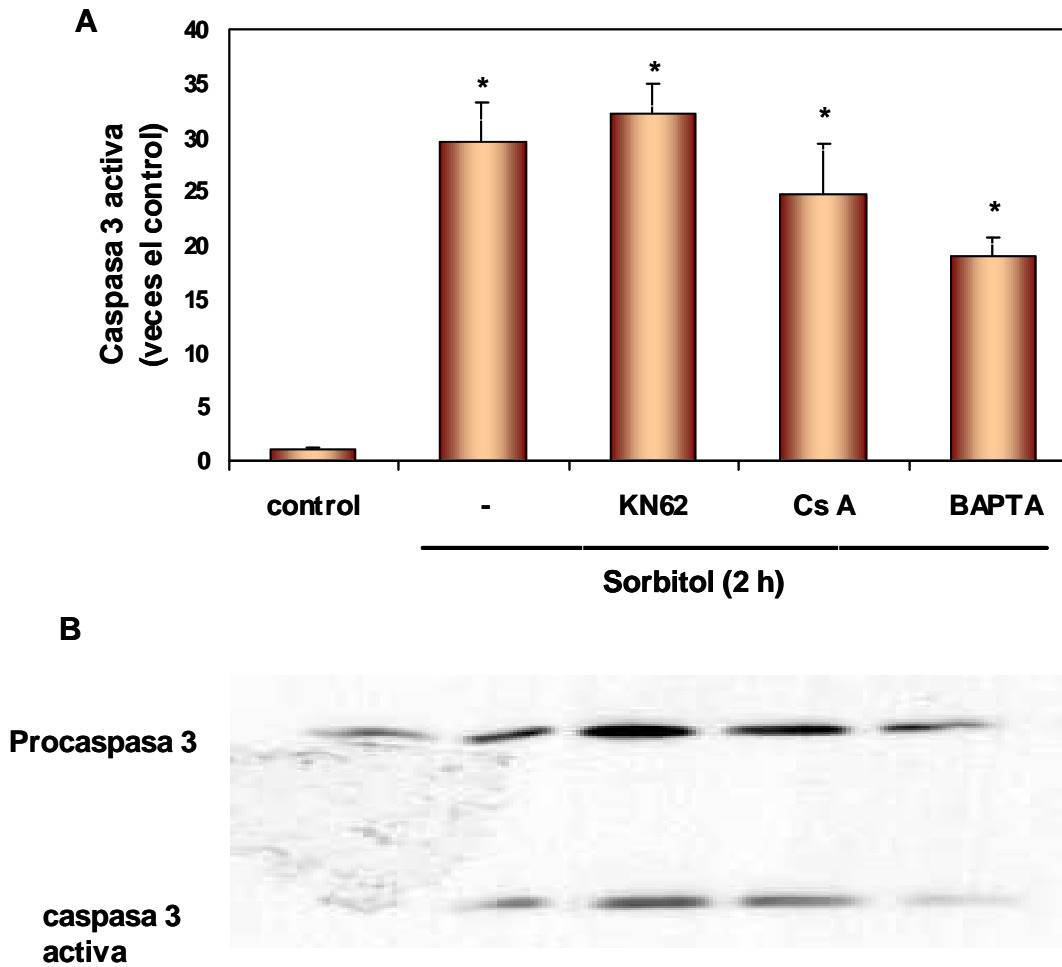 A
Caspasa 3 activa
(veces el control)
40
35
30
25
20
15
10
5
0
* * * *
control - KN62 Cs A BAPTA
Sorbitol (2 h)
B
Procaspasa 3
caspasa 3
activa